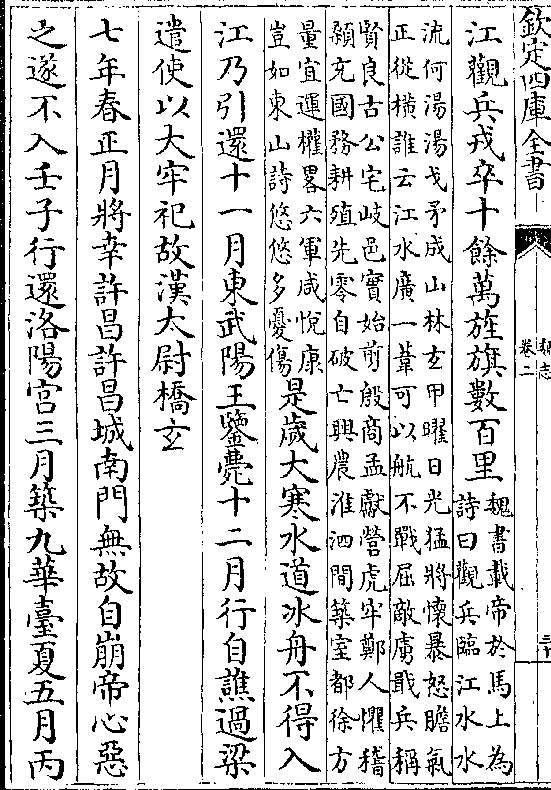 欽定四庫全書
魏志
卷二
江觀兵戎卒十餘萬旌旗數百里
魏書載帝於馬上為
詩曰觀兵臨江水水
流何湯湯戈矛成山林玄甲曜日光猛將懷暴怒膽氣
正從橫誰云江水廣一葦可以航不戰屈敵虜戢兵稱
賢良古公宅岐邑實始前殷商孟獻營虎牢鄭人懼稽
顙充國務耕殖先零自破亡興農淮泗間築室都徐方
量宜運權畧六軍咸悅康
豈如東山詩悠悠多憂傷
是歲大寒水道冰舟不得入
江乃引還十一月東武陽王鑒薨十二月行自譙過梁
遣使以大牢祀故漢太尉橋玄
七年春正月將幸許昌許昌城南門無故自崩帝心惡
之遂不入壬子行還洛陽宮三月築九華臺夏五月丙